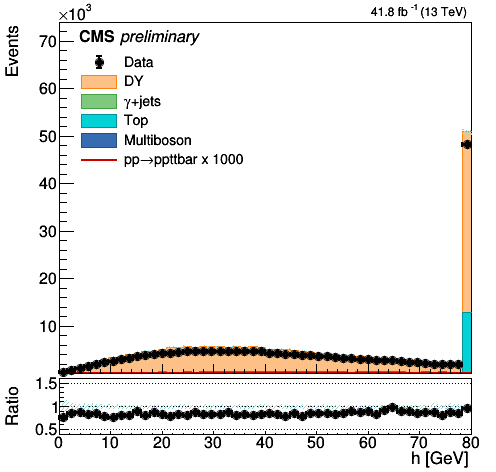 ×10³
41.8 fb⁻¹ (13 TeV)
CMS preliminary
Data
DY
γ+jets
Top
Multiboson
pp→ppttbar x 1000
Events
70
60
50
40
30
20
10
Ratio
1.5
1
0.5
0 10 20 30 40 50 60 70 80
h [GeV]